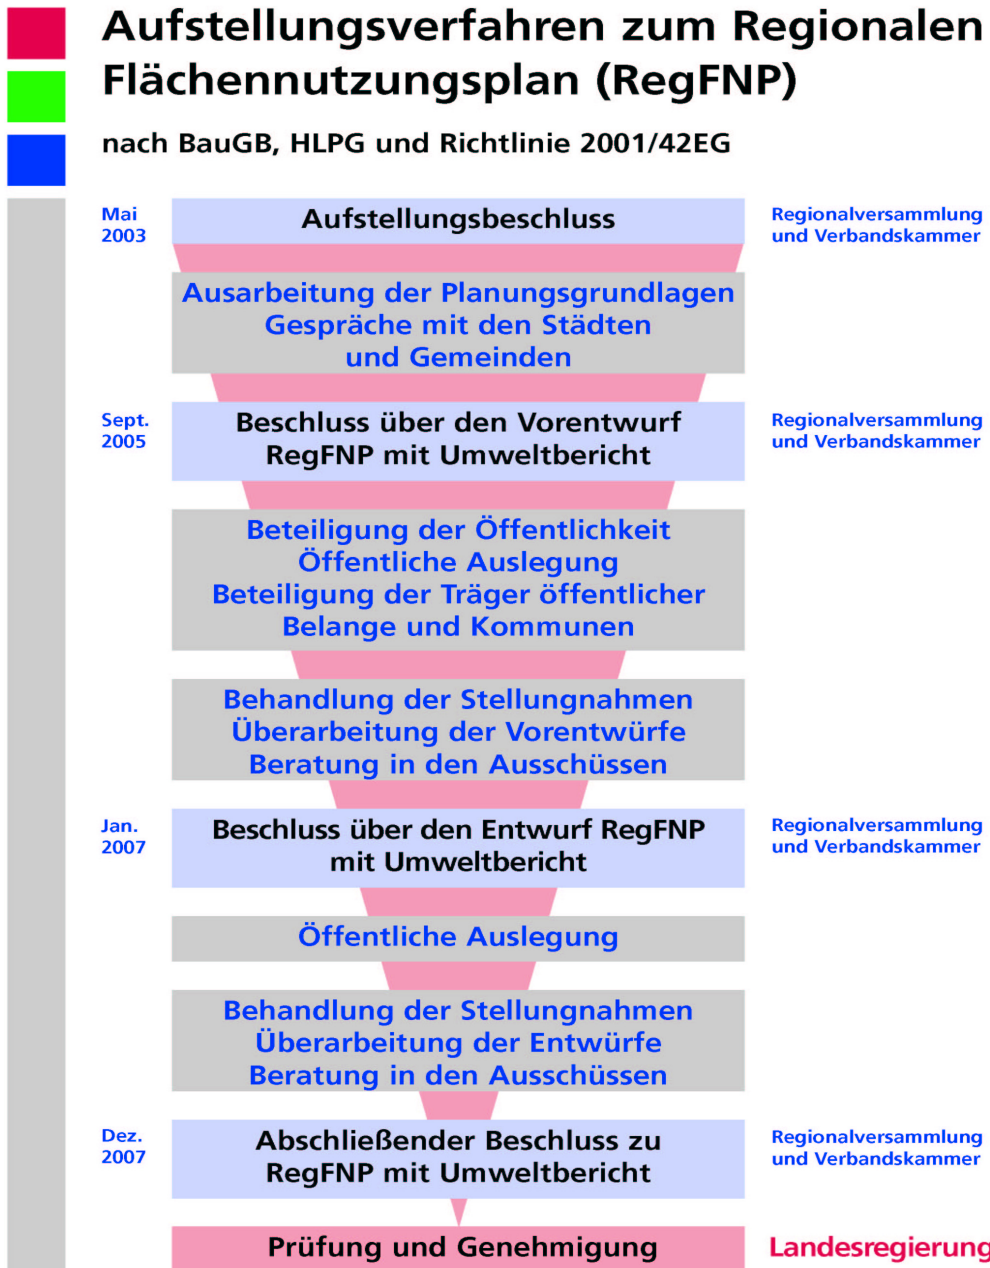 Aufstellungsverfahren zum Regionalen
Flächennutzungsplan (RegFNP)
nach BauGB, HLPG und Richtlinie 2001/42EG
Mai
2003
Aufstellungsbeschluss
Regionalversammlung
und Verbandskammer
Ausarbeitung der Planungsgrundlagen
Gespräche mit den Städten
und Gemeinden
Sept.
2005
Beschluss über den Vorentwurf
RegFNP mit Umweltbericht
Regionalversammlung
und Verbandskammer
Beteiligung der Öffentlichkeit
Öffentliche Auslegung
Beteiligung der Träger öffentlicher
Belange und Kommunen
Behandlung der Stellungnahmen
Überarbeitung der Vorentwürfe
Beratung in den Ausschüssen
Jan.
2007
Beschluss über den Entwurf RegFNP
mit Umweltbericht
Regionalversammlung
und Verbandskammer
Öffentliche Auslegung
Behandlung der Stellungnahmen
Überarbeitung der Entwürfe
Beratung in den Ausschüssen
Dez.
2007
Abschließender Beschluss zu
RegFNP mit Umweltbericht
Regionalversammlung
und Verbandskammer
Prüfung und Genehmigung
Landesregierung